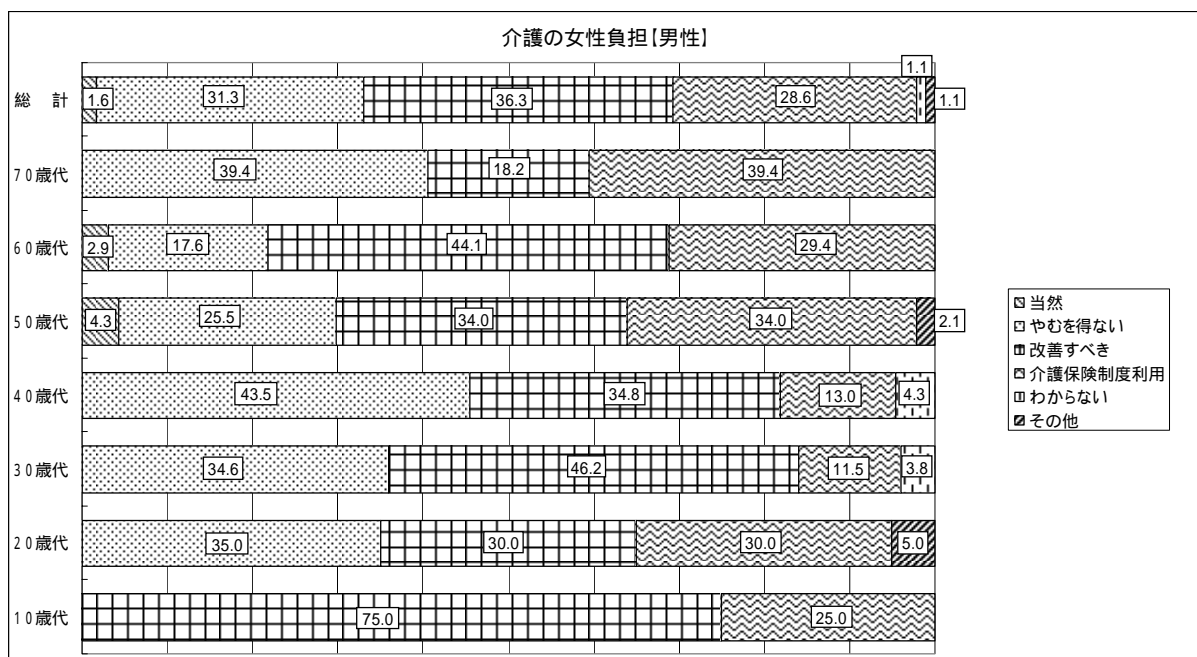 介護の女性負担【男性】
総 計 1.6 31.3 36.3 28.6 1.1 1.1
70歳代 39.4 18.2 39.4
60歳代 2.9 17.6 44.1 29.4
50歳代 4.3 25.5 34.0 34.0 2.1
40歳代 43.5 34.8 13.0 4.3
30歳代 34.6 46.2 11.5 3.8
20歳代 35.0 30.0 30.0 5.0
10歳代 75.0 25.0
当然
やむを得ない
改善すべき
介護保険制度利用
わからない
その他